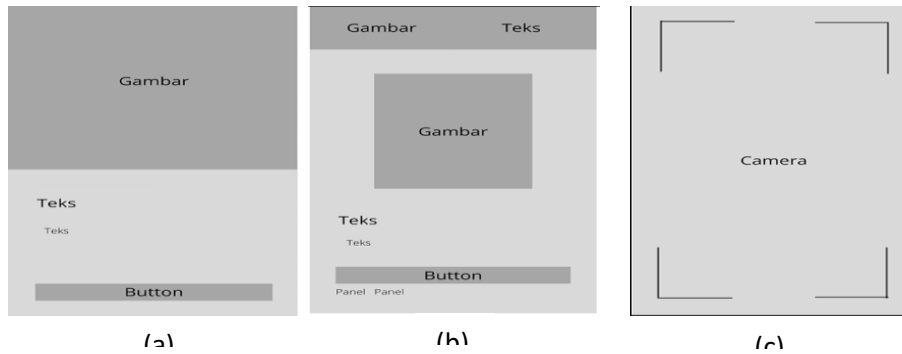 Gambar
Teks
Teks
Button
(a)
Gambar Teks
Gambar
Teks
Teks
Button
Panel Panel
(b)
Camera
(c)